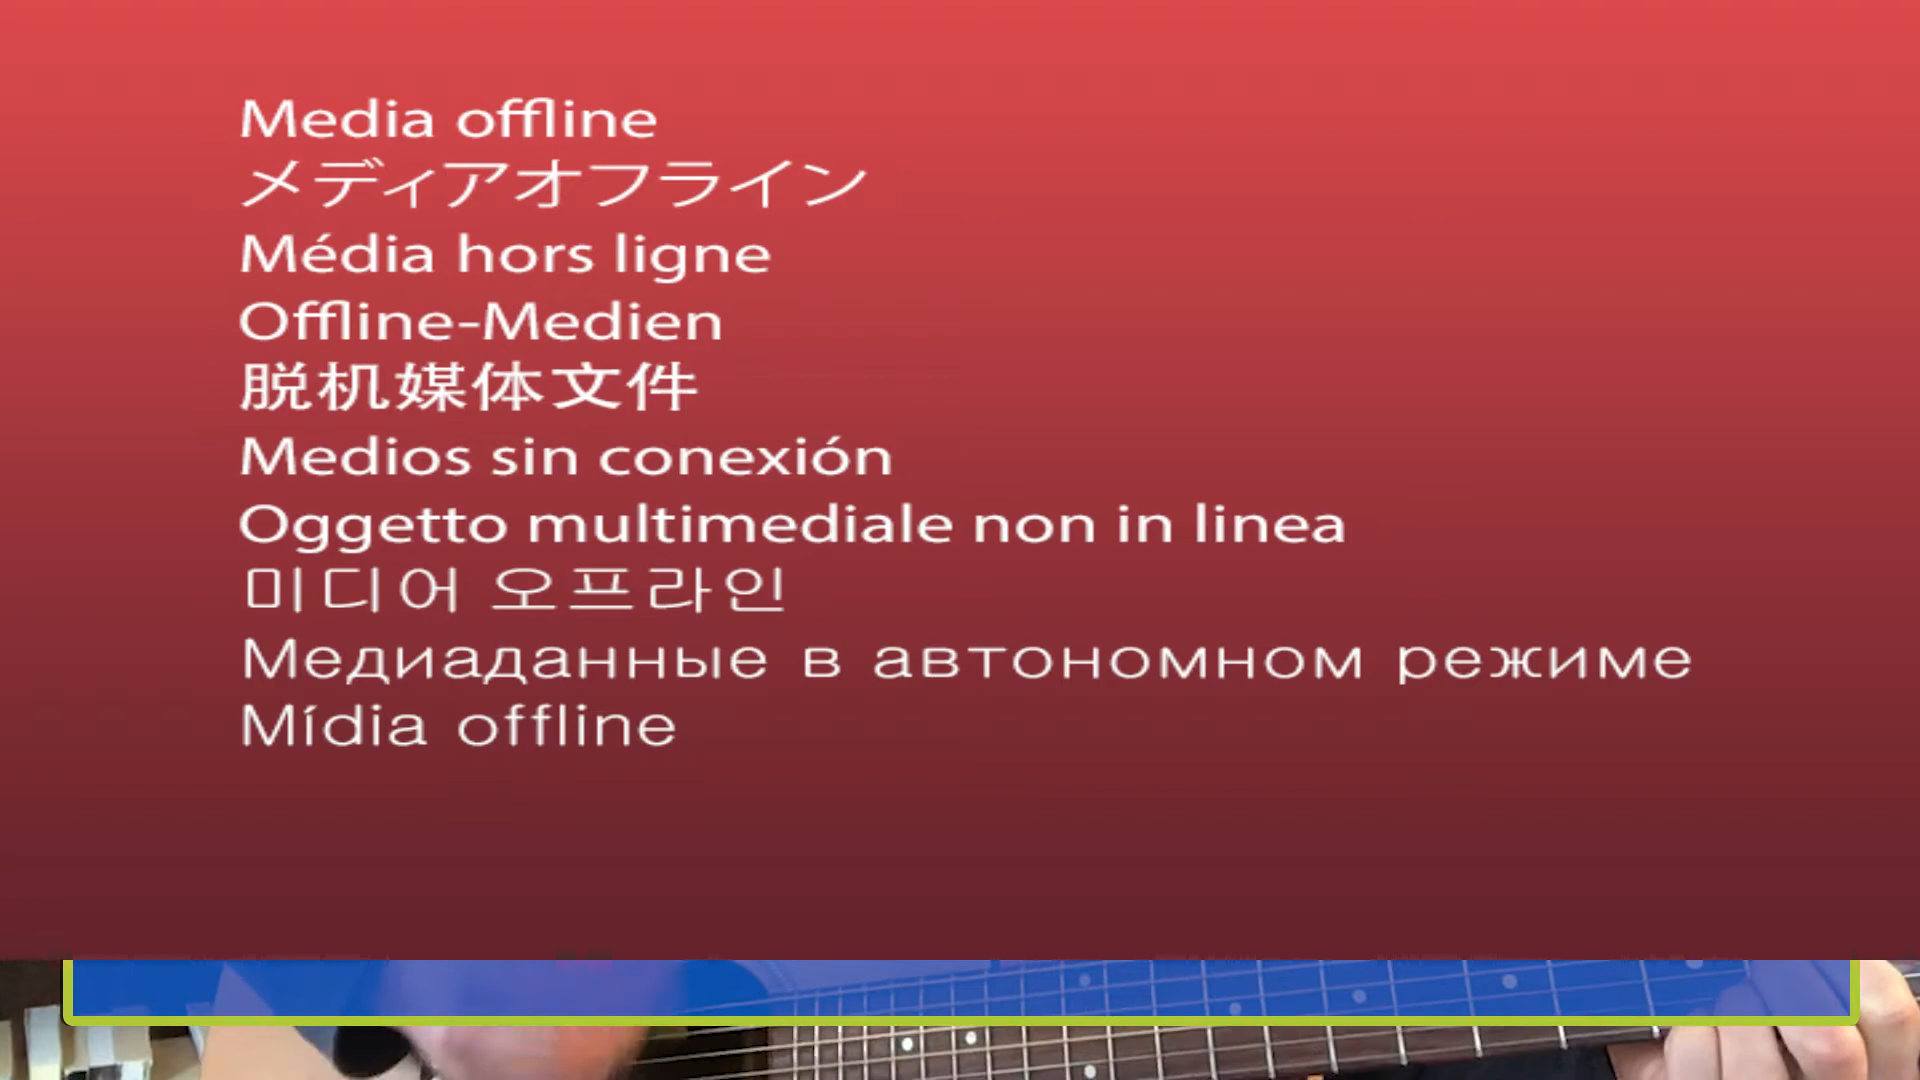 Media offline
メディアオフライン
Média hors ligne
Offline-Medien
脱机媒体文件
Medios sin conexión
Oggetto multimediale non in linea
미디어 오프라인
Медиаданные в автономном режиме
Mídia offline